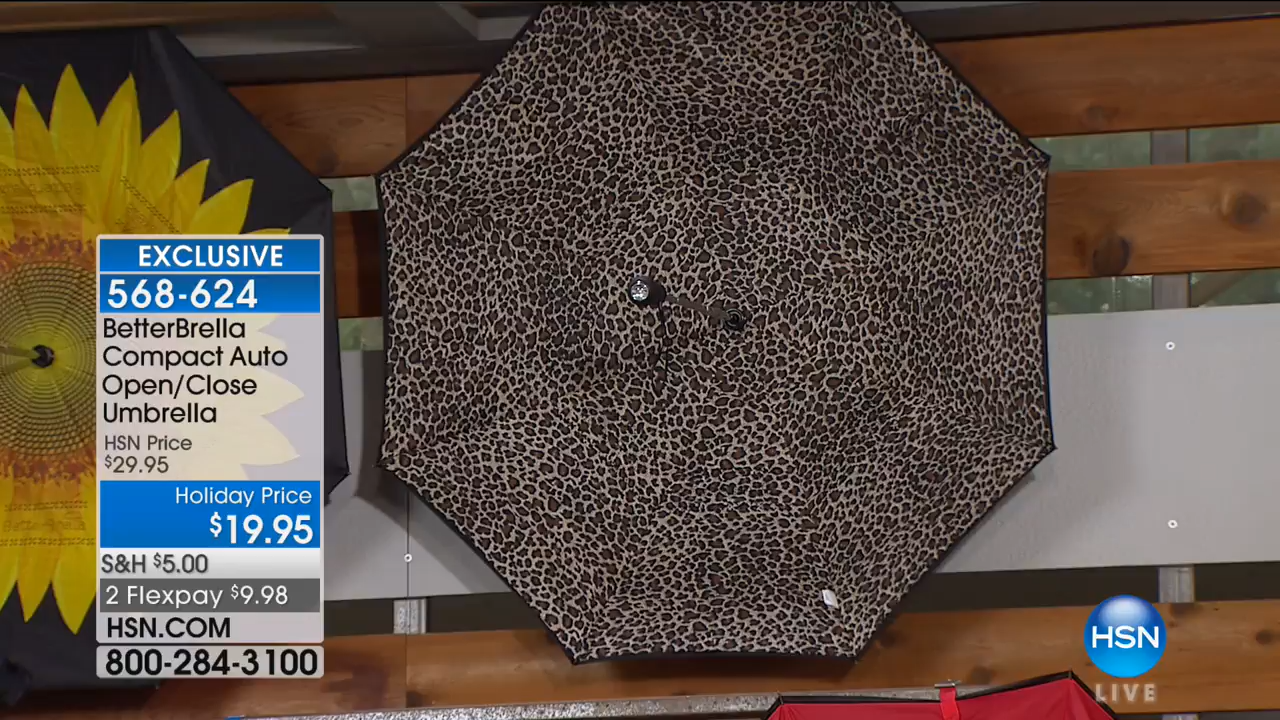 EXCLUSIVE
568-624
BetterBrella
Compact Auto
Open/Close
Umbrella
HSN Price
$29.95
Holiday Price
$19.95
S&H $5.00
2 Flexpay $9.98
HSN.COM
800-284-3100
HSN
LIVE